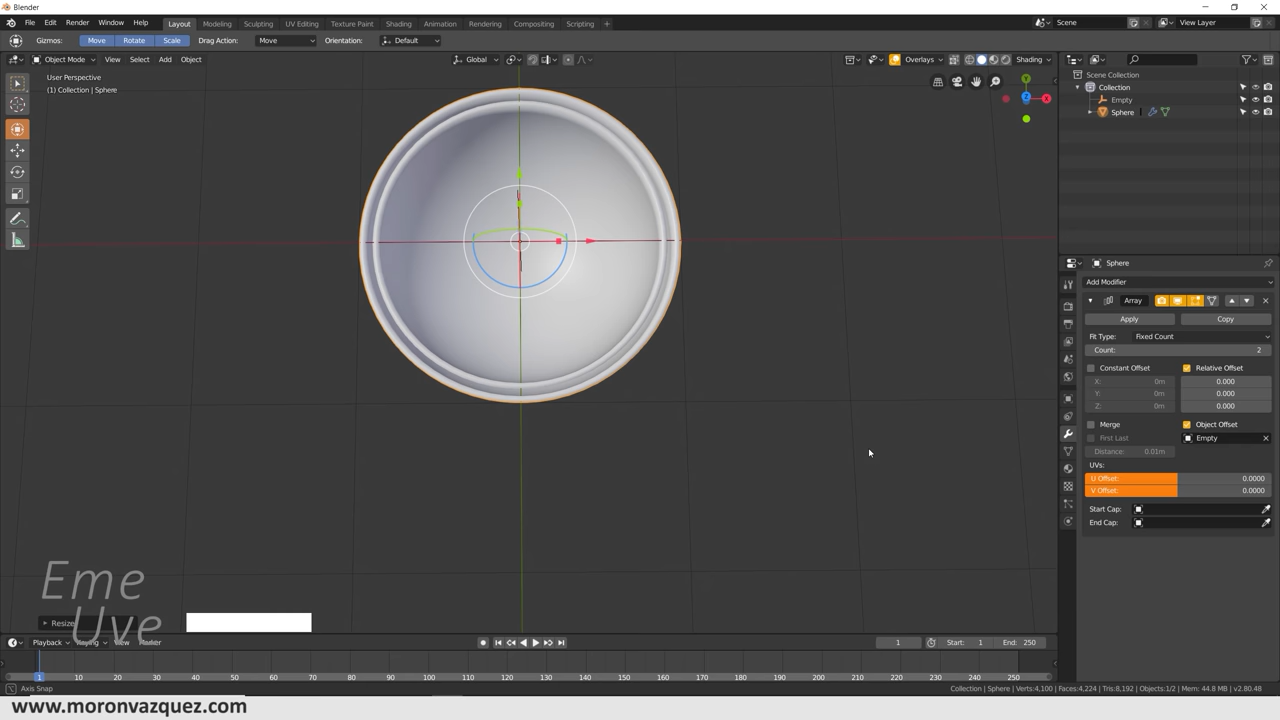 Blender
File Edit Render Window Help Layout Modeling Sculpting UV Editing Texture Paint Shading Animation Rendering Compositing Scripting + Scene View Layer
Gizmos: Move Rotate Scale Drag Action: Move Orientation: Default
Object Mode View Select Add Object Global Overlays Shading
User Perspective
(1) Collection | Sphere
Scene Collection
Collection
Empty
Sphere
Y
Z
X
Sphere
Add Modifier
Array
Apply Copy
Fit Type: Fixed Count
Count: 2
Constant Offset Relative Offset
X: 0m 0.000
Y: 0m 0.000
Z: 0m 0.000
Merge Object Offset
First Last Empty
Distance: 0.01m
UVs:
U Offset: 0.0000
V Offset: 0.0000
Start Cap:
End Cap:
Eme
Uve
Resize
Playback Keying View Marker 1 Start: 1 End: 250
1 10 20 30 40 50 60 70 80 90 100 110 120 130 140 150 160 170 180 190 200 210 220 230 240 250
Axis Snap Collection | Sphere | Verts:4,100 | Faces:4,224 | Tris:8,192 | Objects:1/2 | Mem: 44.8 MB | v2.80.48
www.moronvazquez.com